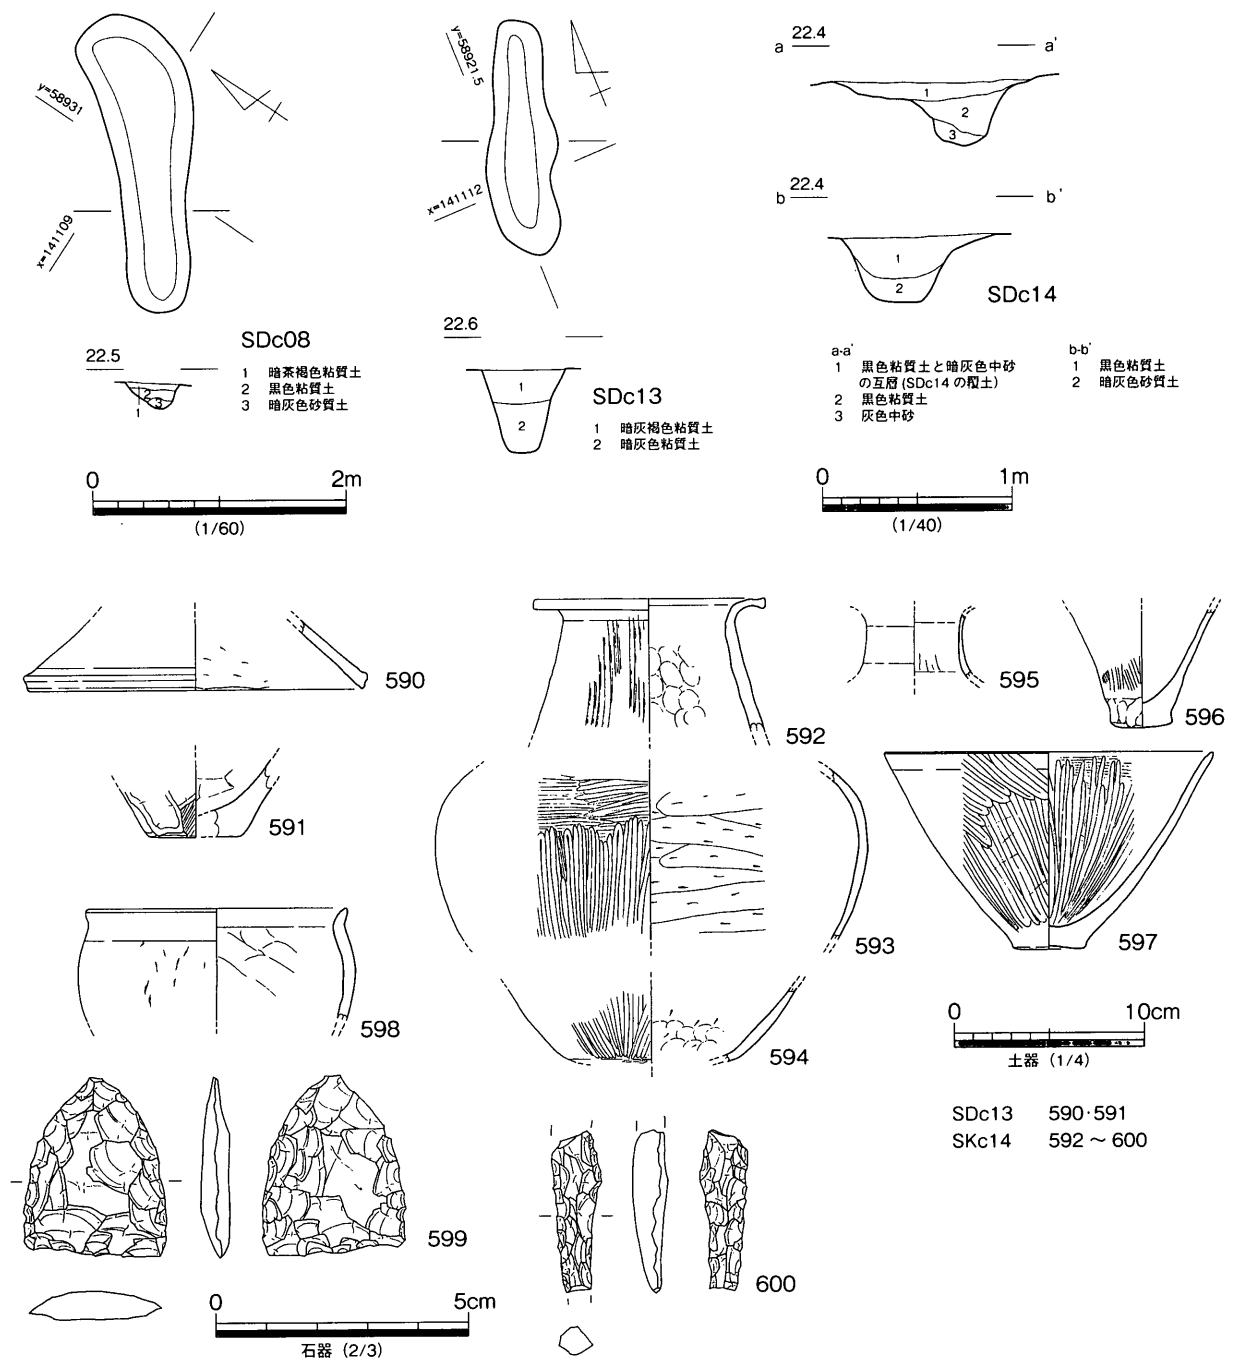 y=58931
x=141109
22.5
SDc08
1 暗茶褐色粘質土
2 黒色粘質土
3 暗灰色砂質土
1
2
3
0 2m
(1/60)
y=58921.5
x=141112
22.6
1
2
SDc13
1 暗灰褐色粘質土
2 暗灰色粘質土
a 22.4 a'
1
2
3
b 22.4 b'
1
2
SDc14
a-a'
1 黒色粘質土と暗灰色中砂
の互層(SDc14の覆土)
2 黒色粘質土
3 灰色中砂
b-b'
1 黒色粘質土
2 暗灰色砂質土
0 1m
(1/40)
590
591
592
593
594
595
596
597
598
599
600
0 10cm
土器 (1/4)
SDc13 590·591
SKc14 592～600
0 5cm
石器 (2/3)